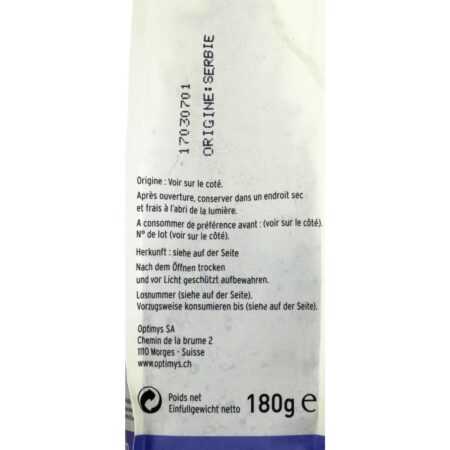 17030701
ORIGINE: SERBIE
Origine : Voir sur le coté.
Après ouverture, conserver dans un endroit sec
et frais à l'abri de la lumière.
A consommer de préférence avant : (voir sur le côté).
N° de lot (voir sur le côté).
Herkunft : siehe auf der Seite
Nach dem Öffnen trocken
und vor Licht geschützt aufbewahren.
Losnummer (siehe auf der Seite).
Vorzugsweise konsumieren bis (siehe auf der Seite).
Optimys SA
Chemin de la brume 2
1110 Morges - Suisse
www.optimys.ch
Poids net
Einfüllgewicht netto 180g e